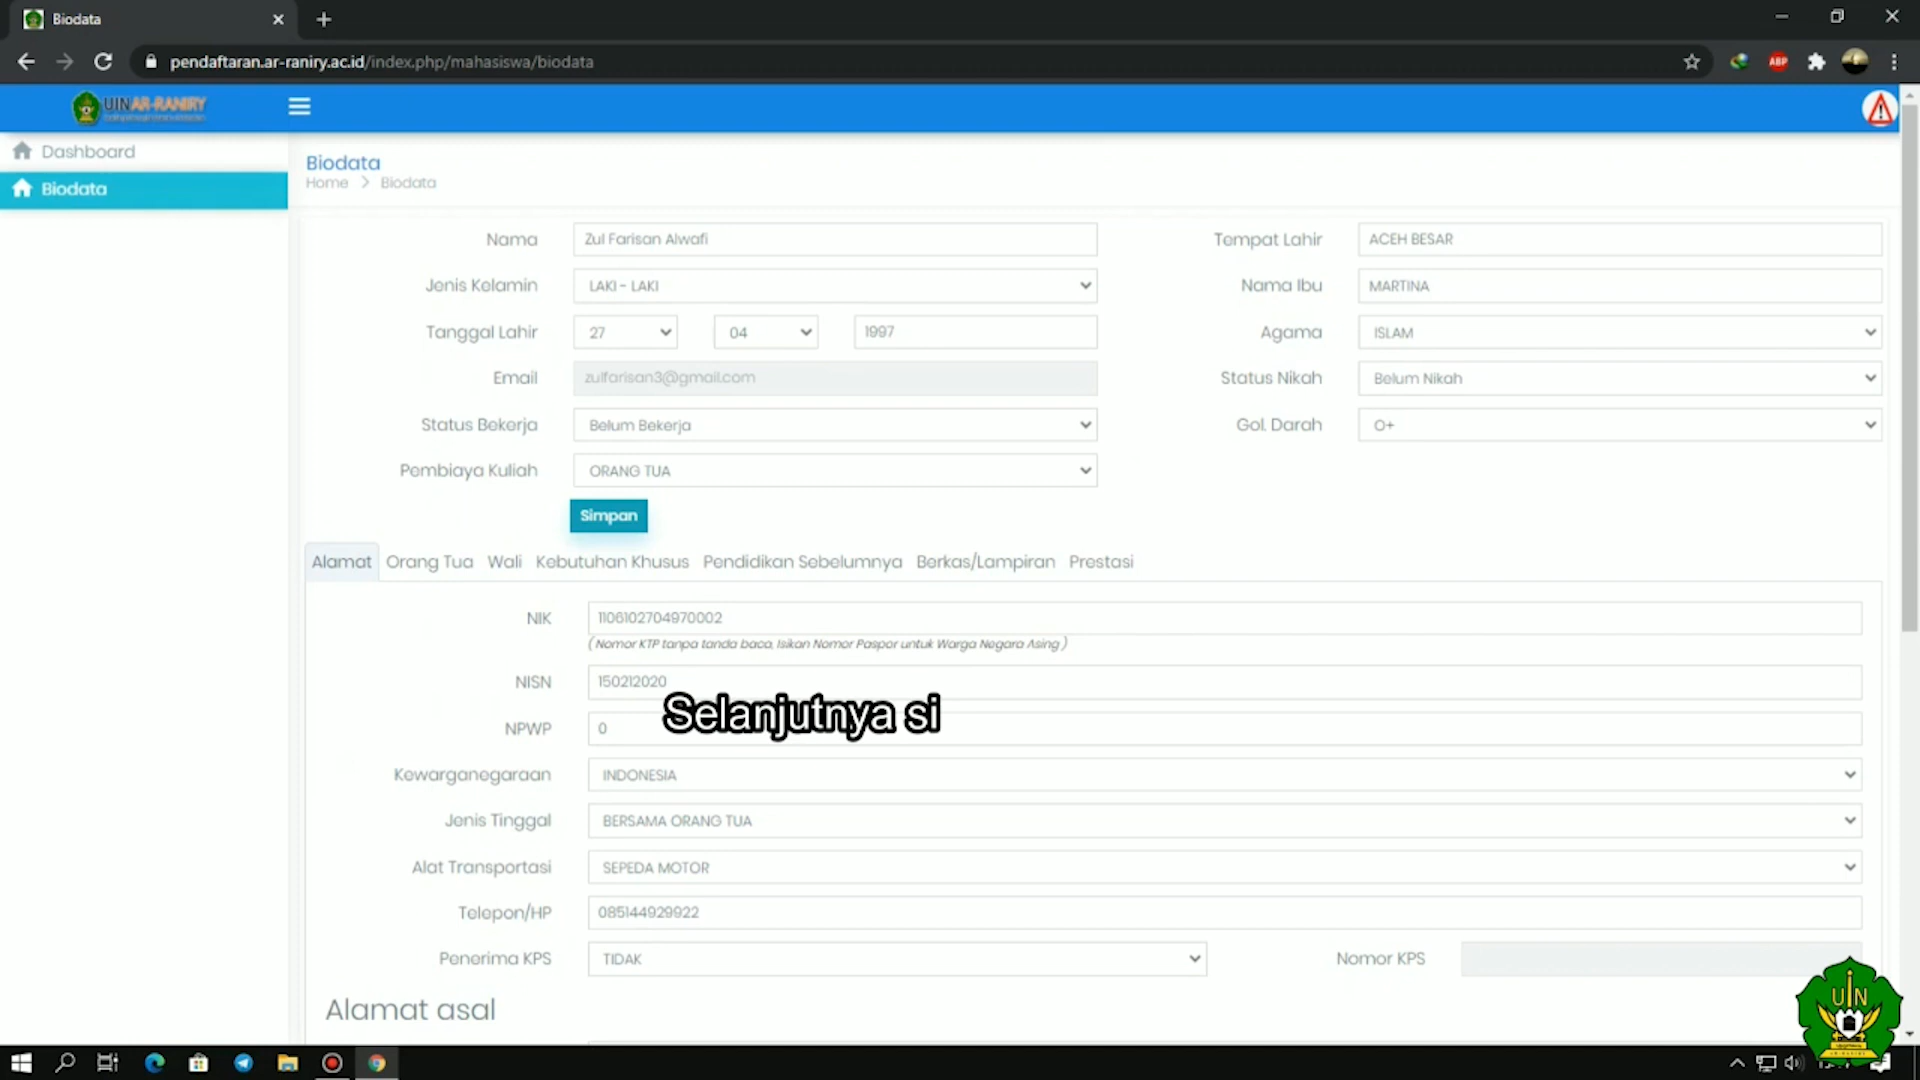 Biodata
pendaftaran.ar-raniry.ac.id/index.php/mahasiswa/biodata
ABP
UIN AR-RANIRY
Dashboard
Biodata
Biodata
Home > Biodata
Nama Zul Farisan Alwafi Tempat Lahir ACEH BESAR
Jenis Kelamin LAKI - LAKI Nama Ibu MARTINA
Tanggal Lahir 27 04 1997 Agama ISLAM
Email zulfarisan3@gmail.com Status Nikah Belum Nikah
Status Bekerja Belum Bekerja Gol. Darah O+
Pembiaya Kuliah ORANG TUA
Simpan
Alamat Orang Tua Wali Kebutuhan Khusus Pendidikan Sebelumnya Berkas/Lampiran Prestasi
NIK 1106102704970002
( Nomor KTP tanpa tanda baca, Isikan Nomor Paspor untuk Warga Negara Asing )
NISN 150212020
Selanjutnya si
NPWP 0
Kewarganegaraan INDONESIA
Jenis Tinggal BERSAMA ORANG TUA
Alat Transportasi SEPEDA MOTOR
Telepon/HP 085144929922
Penerima KPS TIDAK Nomor KPS
Alamat asal
UIN